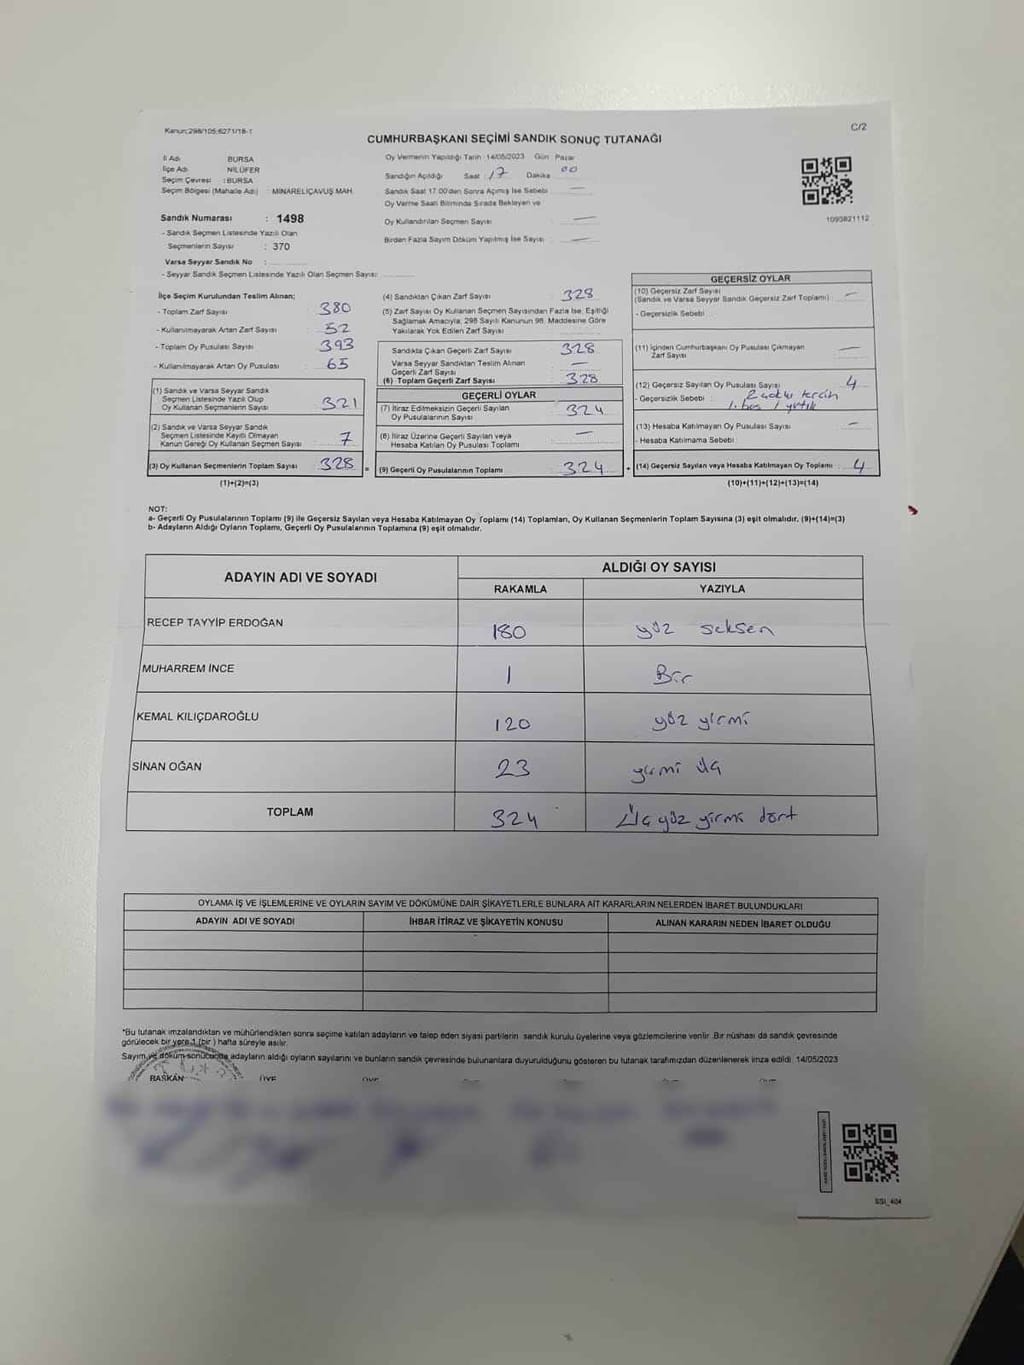 Kanun:298/105;6271/18-1
C/2
CUMHURBAŞKANI SEÇİMİ SANDIK SONUÇ TUTANAĞI
İl Adı : BURSA
İlçe Adı : NİLÜFER
Seçim Çevresi : BURSA
Seçim Bölgesi (Mahalle Adı) : MİNARELİÇAVUŞ MAH.
Sandık Numarası : 1498
- Sandık Seçmen Listesinde Yazılı Olan
Seçmenlerin Sayısı : 370
Varsa Seyyar Sandık No :
- Seyyar Sandık Seçmen Listesinde Yazılı Olan Seçmen Sayısı:
Oy Vermenin Yapıldığı Tarih :14/05/2023 Gün : Pazar
Sandığın Açıldığı Saat : 17 Dakika : 00
Sandık Saat 17.00'den Sonra Açılmış İse Sebebi : —
Oy Verme Saati Bitiminde Sırada Bekleyen ve
Oy Kullandırılan Seçmen Sayısı : —
Birden Fazla Sayım Döküm Yapılmış İse Sayısı : —
1093821112
İlçe Seçim Kurulundan Teslim Alınan;
- Toplam Zarf Sayısı : 380
- Kullanılmayarak Artan Zarf Sayısı : 52
- Toplam Oy Pusulası Sayısı : 393
- Kullanılmayarak Artan Oy Pusulası : 65
(1) Sandık ve Varsa Seyyar Sandık
Seçmen Listesinde Yazılı Olup
Oy Kullanan Seçmenlerin Sayısı : 321
(2) Sandık ve Varsa Seyyar Sandık
Seçmen Listesinde Kayıtlı Olmayan
Kanun Gereği Oy Kullanan Seçmen Sayısı : 7
(3) Oy Kullanan Seçmenlerin Toplam Sayısı : 328
(1)+(2)=(3)
(4) Sandıktan Çıkan Zarf Sayısı : 328
(5) Zarf Sayısı Oy Kullanan Seçmen Sayısından Fazla İse, Eşitliği
Sağlamak Amacıyla; 298 Sayılı Kanunun 98. Maddesine Göre
Yakılarak Yok Edilen Zarf Sayısı :
Sandıkta Çıkan Geçerli Zarf Sayısı : 328
Varsa Seyyar Sandıktan Teslim Alınan
Geçerli Zarf Sayısı : —
(6) Toplam Geçerli Zarf Sayısı : 328
GEÇERLİ OYLAR
(7) İtiraz Edilmeksizin Geçerli Sayılan
Oy Pusulalarının Sayısı : 324
(8) İtiraz Üzerine Geçerli Sayılan veya
Hesaba Katılan Oy Pusulası Toplamı : —
(9) Geçerli Oy Pusulalarının Toplamı : 324
GEÇERSİZ OYLAR
(10) Geçersiz Zarf Sayısı : —
(Sandık ve Varsa Seyyar Sandık Geçersiz Zarf Toplamı)
- Geçersizlik Sebebi :
(11) İçinden Cumhurbaşkanı Oy Pusulası Çıkmayan
Zarf Sayısı : —
(12) Geçersiz Sayılan Oy Pusulası Sayısı : 4
- Geçersizlik Sebebi : 2 tercih
1 boş 1 yırtık
(13) Hesaba Katılmayan Oy Pusulası Sayısı : —
- Hesaba Katılmama Sebebi :
(14) Geçersiz Sayılan veya Hesaba Katılmayan Oy Toplamı : 4
(10)+(11)+(12)+(13)=(14)
NOT:
a- Geçerli Oy Pusulalarının Toplamı (9) ile Geçersiz Sayılan veya Hesaba Katılmayan Oy Toplamı (14) Toplamları, Oy Kullanan Seçmenlerin Toplam Sayısına (3) eşit olmalıdır. (9)+(14)=(3)
b- Adayların Aldığı Oyların Toplamı, Geçerli Oy Pusulalarının Toplamına (9) eşit olmalıdır.
ADAYIN ADI VE SOYADI
ALDIĞI OY SAYISI
RAKAMLA YAZIYLA
RECEP TAYYİP ERDOĞAN 180 yüz seksen
MUHARREM İNCE 1 Bir
KEMAL KILIÇDAROĞLU 120 yüz yirmi
SİNAN OĞAN 23 yirmi üç
TOPLAM 324 Üç yüz yirmi dört
OYLAMA İŞ VE İŞLEMLERİNE VE OYLARIN SAYIM VE DÖKÜMÜNE DAİR ŞİKAYETLERLE BUNLARA AİT KARARLARIN NELERDEN İBARET BULUNDUKLARI
ADAYIN ADI VE SOYADI İHBAR İTİRAZ VE ŞİKAYETİN KONUSU ALINAN KARARIN NEDEN İBARET OLDUĞU
*Bu tutanak imzalandıktan ve mühürlendikten sonra seçime katılan adayların ve talep eden siyasi partilerin sandık kurulu üyelerine veya gözlemcilerine verilir. Bir nüshası da sandık çevresinde
görülecek bir yere 1 (bir ) hafta süreyle asılır.
Sayım ve döküm sonucunda adayların aldığı oyların sayılarını ve bunların sandık çevresinde bulunanlara duyurulduğunu gösteren bu tutanak tarafımızdan düzenlenerek imza edildi. 14/05/2023
BAŞKAN ÜYE ÜYE ÜYE
SSI_404